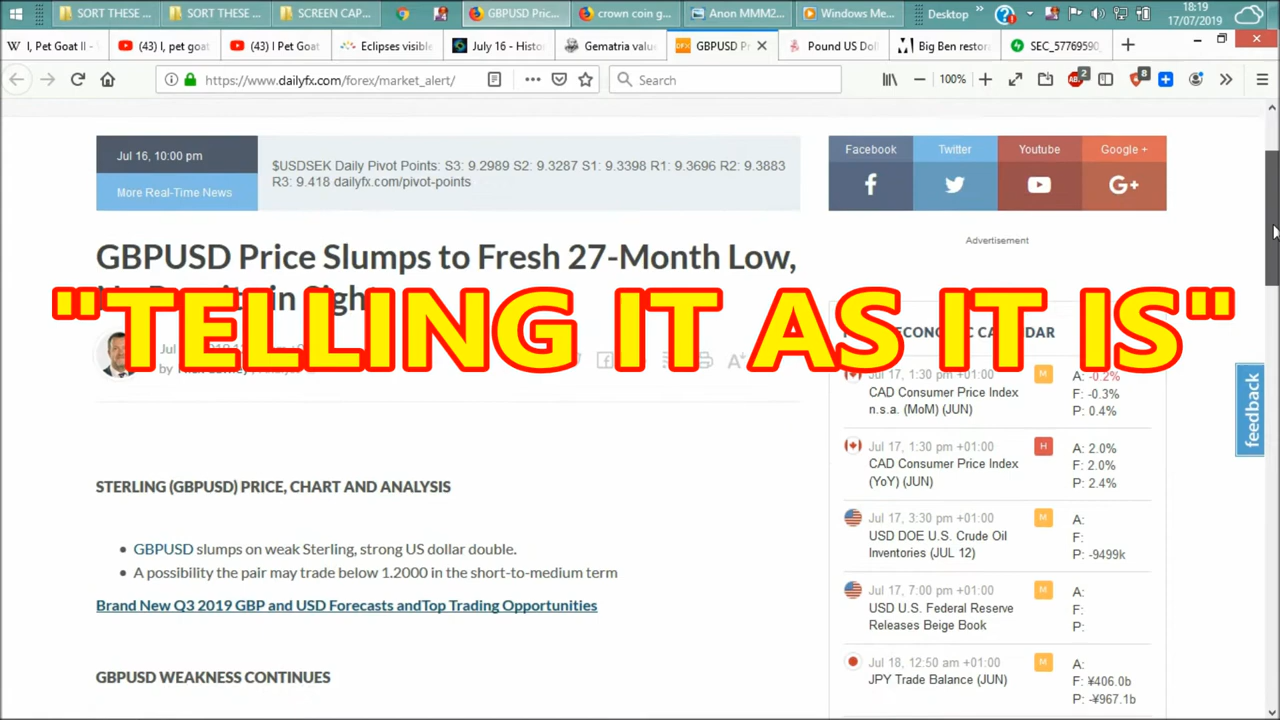 SORT THESE ...
SORT THESE ...
SCREEN CAP...
GBPUSD Pric...
crown coin g...
Anon MMM2...
Windows Me...
Desktop
»
18:19
17/07/2019
I, Pet Goat II -
(43) I, pet goat
(43) I Pet Goat
Eclipses visible
July 16 - Histor
Gematria value
GBPUSD Pr
Pound US Dol
Big Ben restor
SEC_57769590
https://www.dailyfx.com/forex/market_alert/
Search
100%
2
8
Jul 16, 10:00 pm
More Real-Time News
$USDSEK Daily Pivot Points: S3: 9.2989 S2: 9.3287 S1: 9.3398 R1: 9.3696 R2: 9.3883
R3: 9.418 dailyfx.com/pivot-points
Facebook
Twitter
Youtube
Google +
G+
Advertisement
GBPUSD Price Slumps to Fresh 27-Month Low,
in Sight
"TELLING IT AS IT IS"
ECONOMIC CALENDAR
Jul
by
Jul 17, 1:30 pm +01:00
M
A: -0.2%
CAD Consumer Price Index
F: -0.3%
n.s.a. (MoM) (JUN)
P: 0.4%
Jul 17, 1:30 pm +01:00
H
A: 2.0%
CAD Consumer Price Index
F: 2.0%
(YoY) (JUN)
P: 2.4%
Jul 17, 3:30 pm +01:00
M
A:
USD DOE U.S. Crude Oil
F:
Inventories (JUL 12)
P: -9499k
Jul 17, 7:00 pm +01:00
M
A:
USD U.S. Federal Reserve
F:
Releases Beige Book
P:
Jul 18, 12:50 am +01:00
M
A:
JPY Trade Balance (JUN)
F: ¥406.0b
P: -¥967.1b
feedback
STERLING (GBPUSD) PRICE, CHART AND ANALYSIS
GBPUSD slumps on weak Sterling, strong US dollar double.
A possibility the pair may trade below 1.2000 in the short-to-medium term
Brand New Q3 2019 GBP and USD Forecasts andTop Trading Opportunities
GBPUSD WEAKNESS CONTINUES